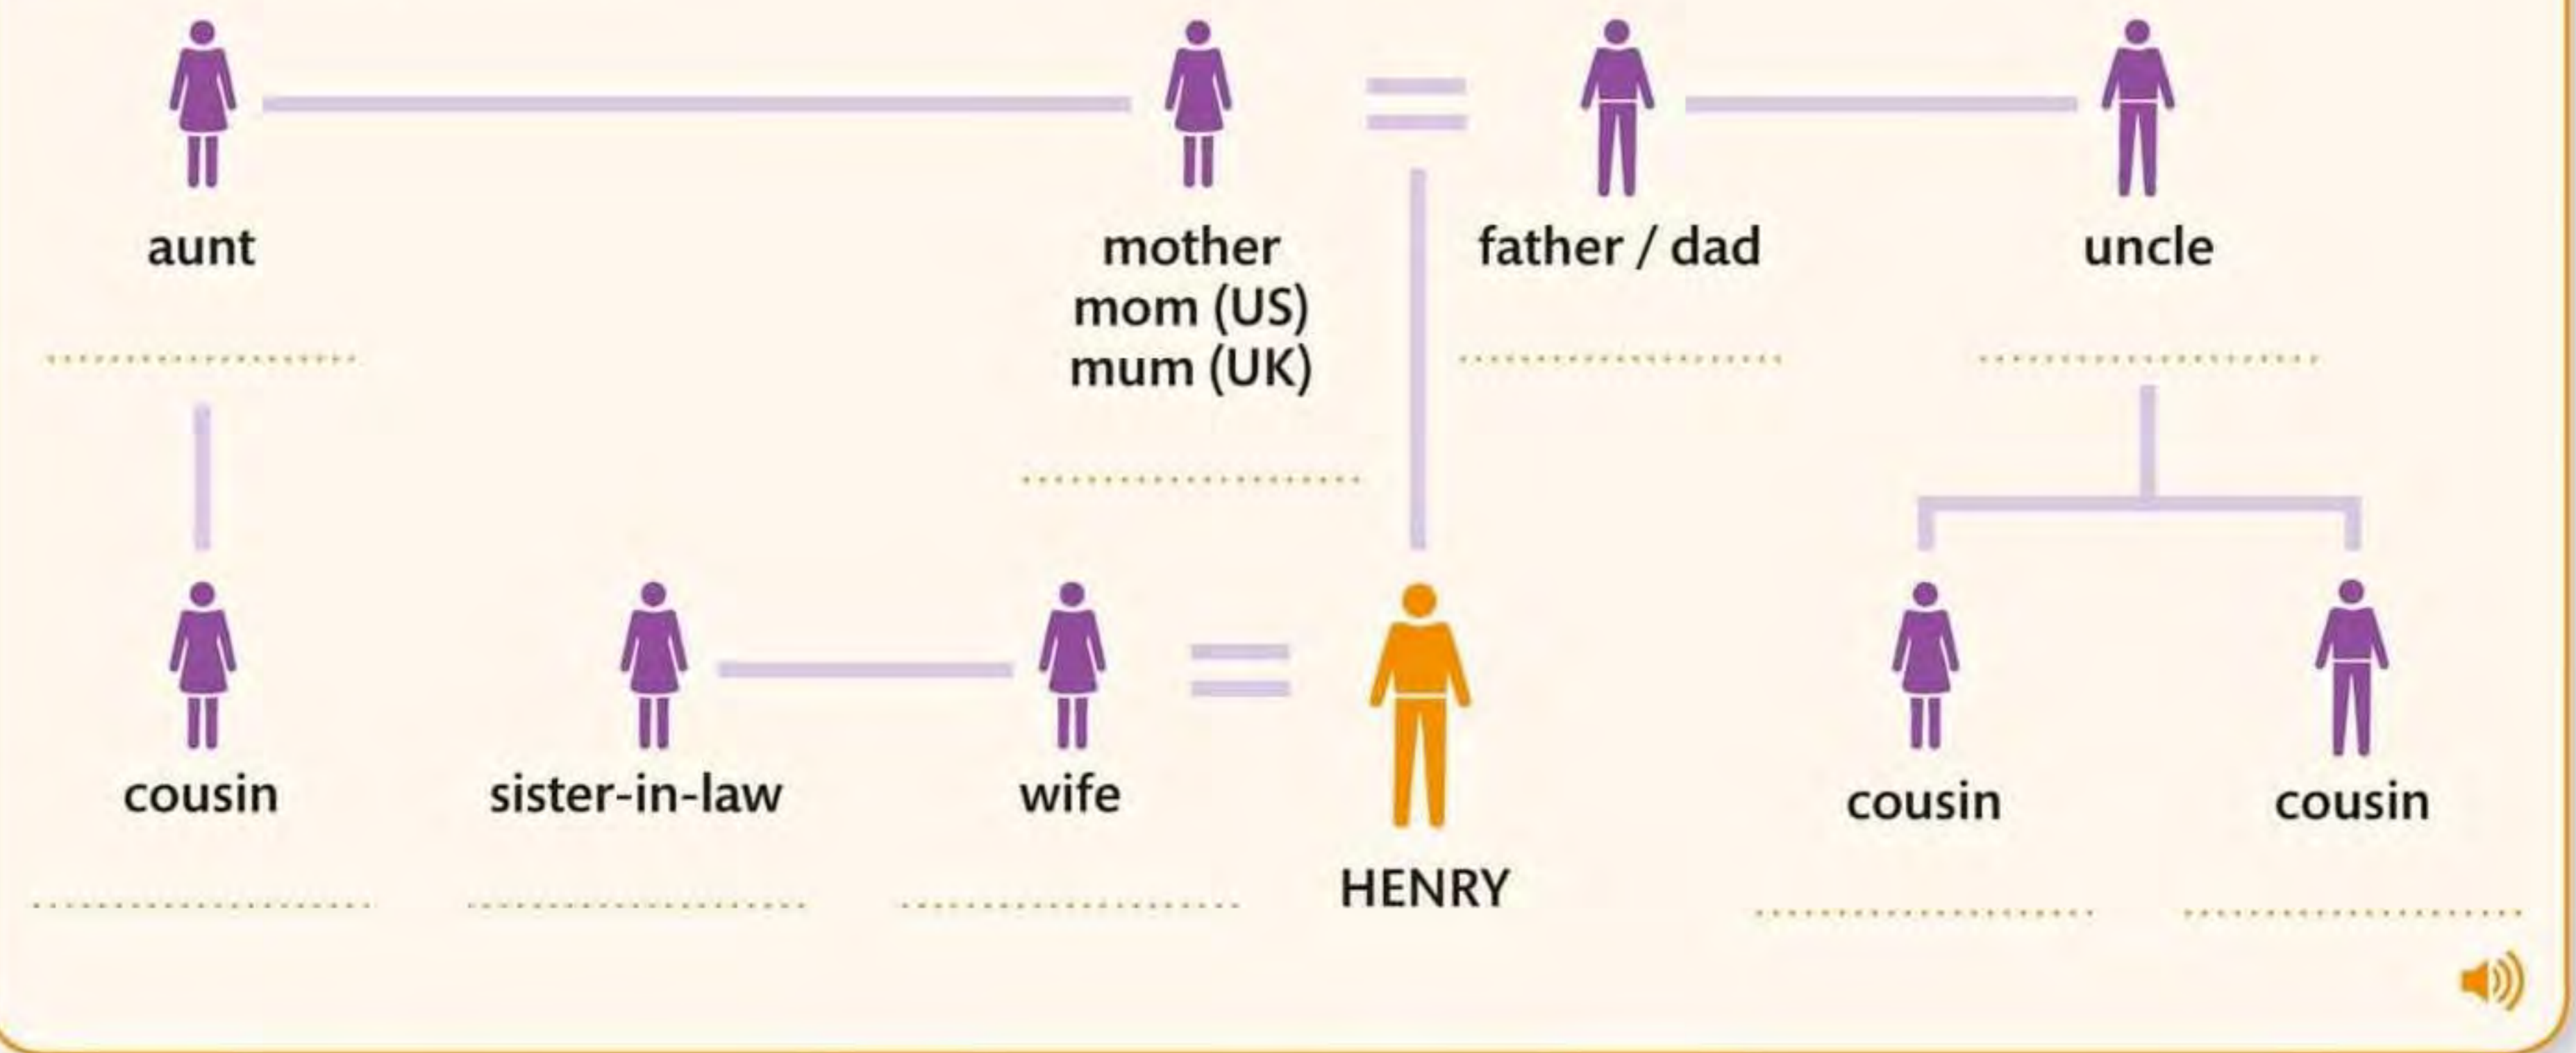 aunt
mother
mom (US)
mum (UK)
father / dad
uncle
cousin
sister-in-law
wife
HENRY
cousin
cousin